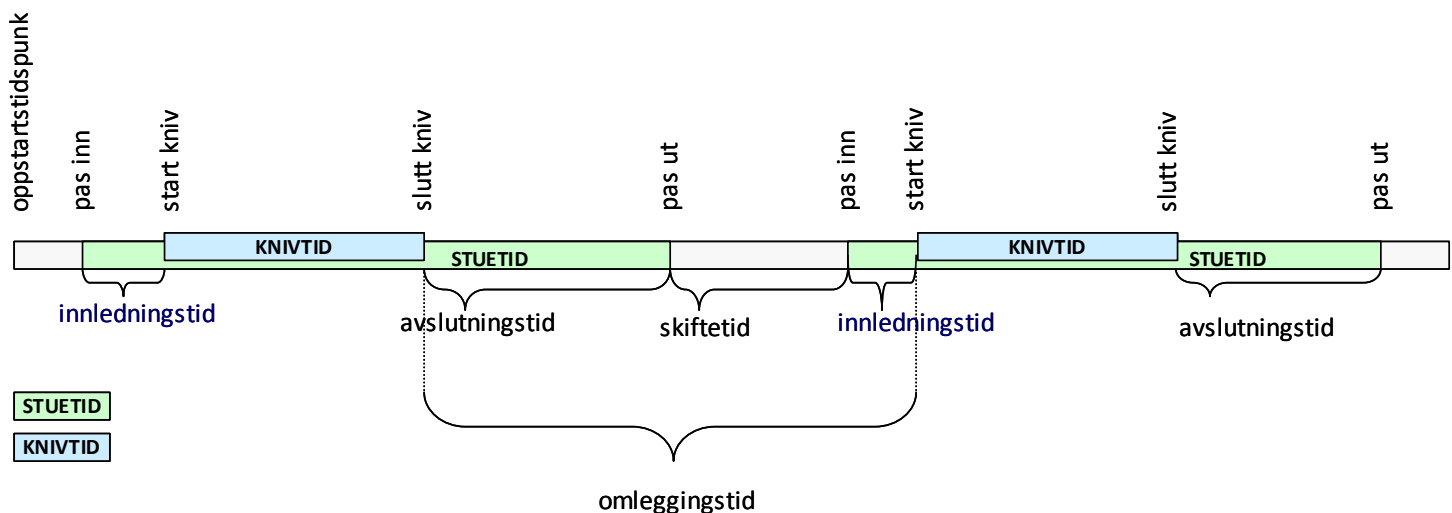 oppstartstidspunk
pas inn
start kniv
slutt kniv
pas ut
pas inn
start kniv
slutt kniv
pas ut
KNIVTID
STUETID
KNIVTID
STUETID
innledningstid
avslutningstid
skiftetid
innledningstid
avslutningstid
STUETID
KNIVTID
omleggingstid